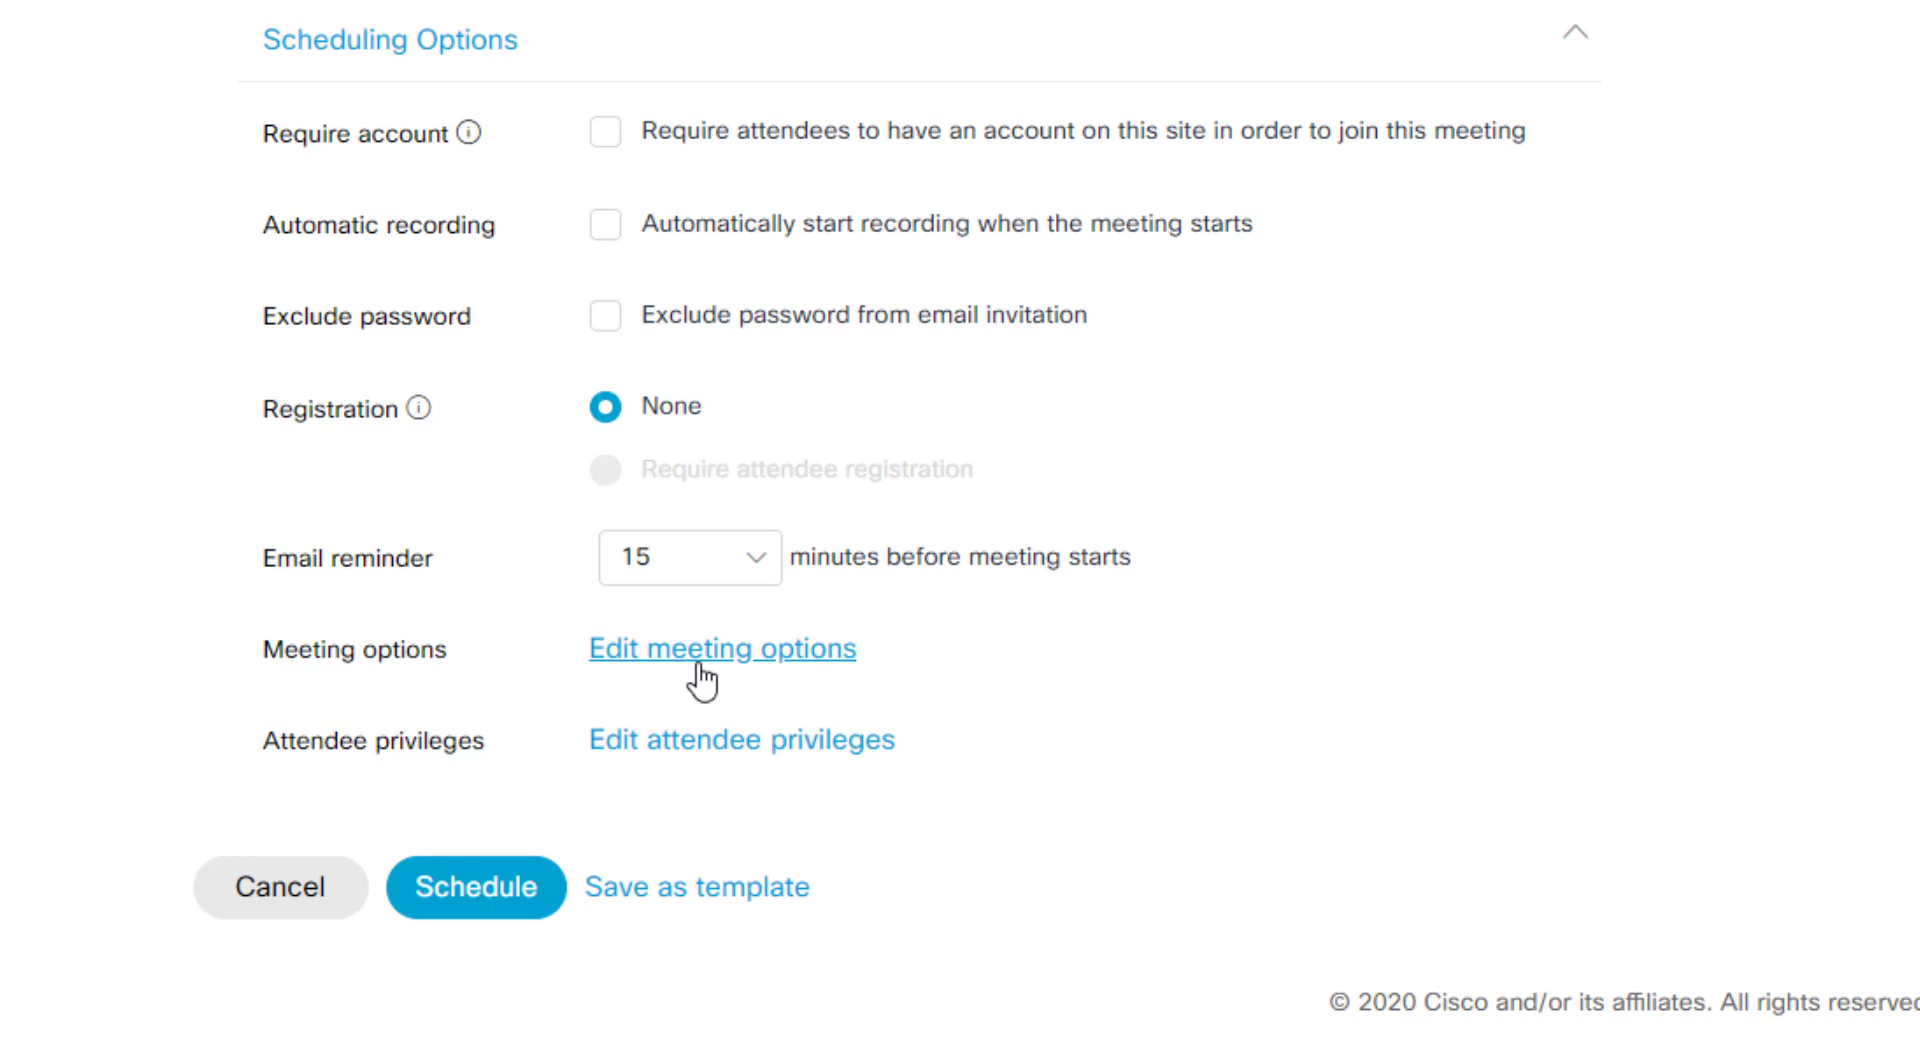 Scheduling Options
Require account
Require attendees to have an account on this site in order to join this meeting
Automatic recording
Automatically start recording when the meeting starts
Exclude password
Exclude password from email invitation
Registration
None
Require attendee registration
Email reminder
15
minutes before meeting starts
Meeting options
Edit meeting options
Attendee privileges
Edit attendee privileges
Cancel
Schedule
Save as template
© 2020 Cisco and/or its affiliates. All rights reserved